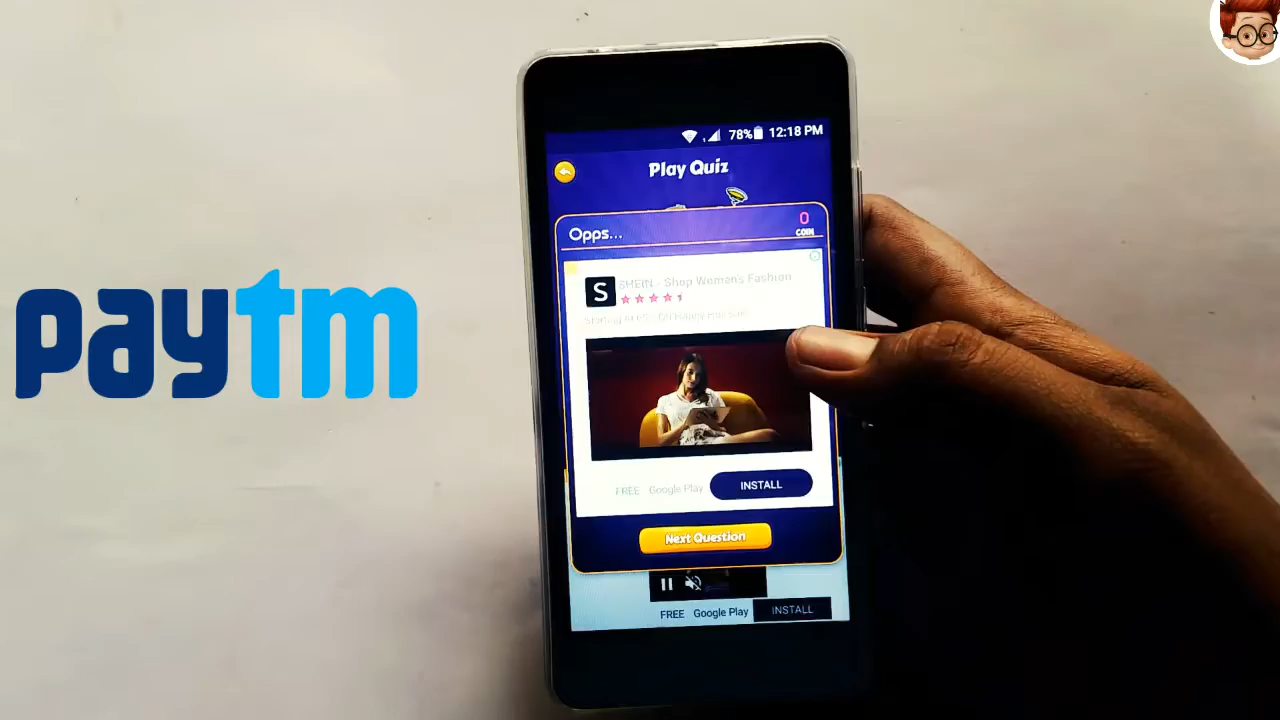 paytm
78% 12:18 PM
Play Quiz
Opps...
0
COIN
S
SHEIN - Shop Women's Fashion
FREE Google Play
INSTALL
Next Question
FREE Google Play
INSTALL